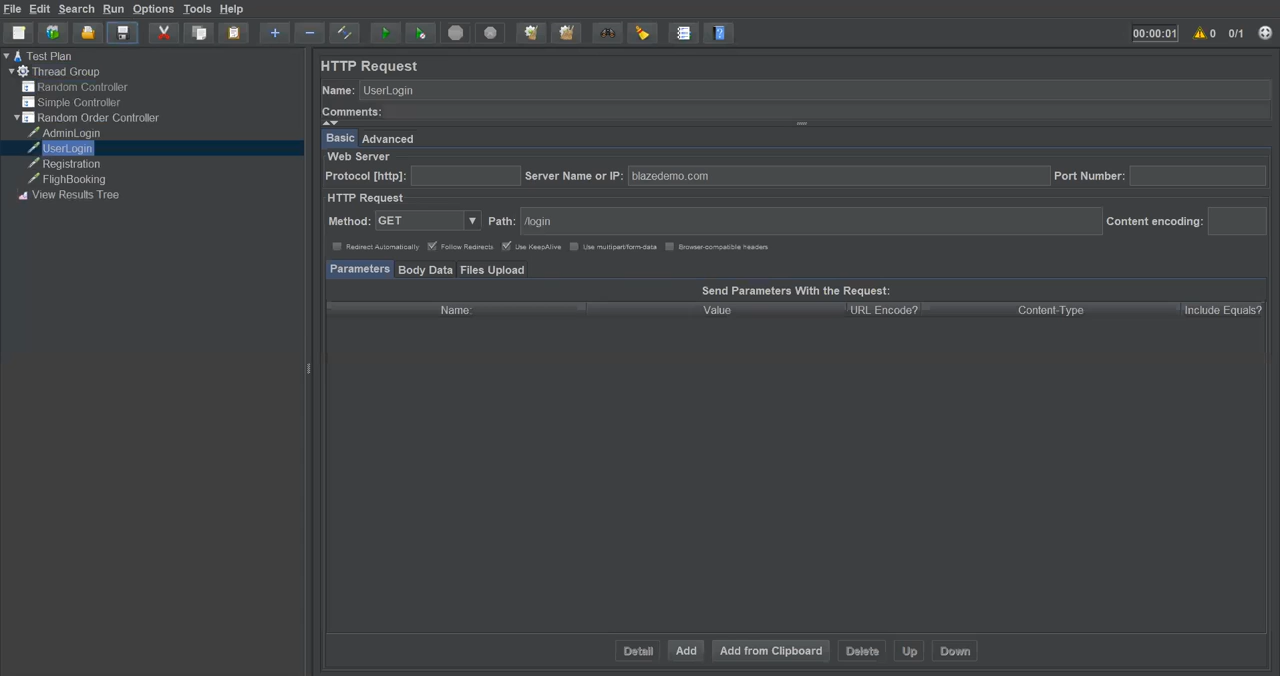 File Edit Search Run Options Tools Help
00:00:01 0 0/1
Test Plan
Thread Group
Random Controller
Simple Controller
Random Order Controller
AdminLogin
UserLogin
Registration
FlighBooking
View Results Tree
HTTP Request
Name: UserLogin
Comments:
Basic Advanced
Web Server
Protocol [http]: Server Name or IP: blazedemo.com Port Number:
HTTP Request
Method: GET Path: /login Content encoding:
Redirect Automatically Follow Redirects Use KeepAlive Use multipart/form-data Browser-compatible headers
Parameters Body Data Files Upload
Send Parameters With the Request:
Name: Value URL Encode? Content-Type Include Equals?
Detail Add Add from Clipboard Delete Up Down